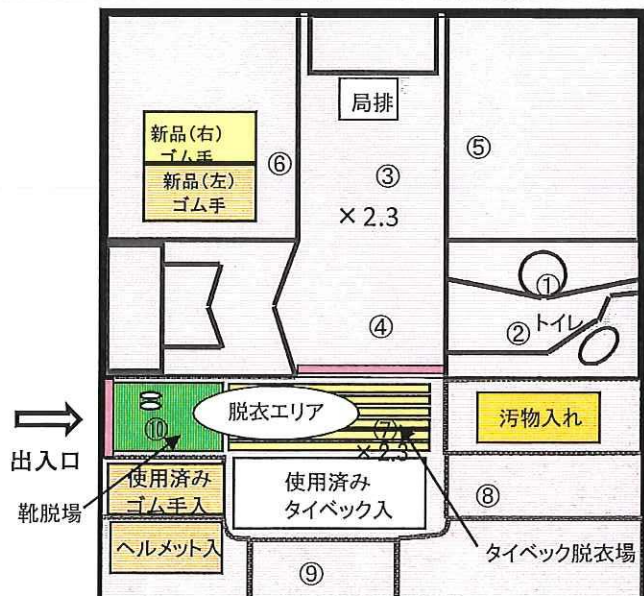 局排
新品(右)
ゴム手
新品(左)
ゴム手
⑥
③
×2.3
⑤
①
②
トイレ
④
出入口
⑩
脱衣エリア
⑦
×2.3
汚物入れ
靴脱場
使用済み
ゴム手入
使用済み
タイベック入
⑧
ヘルメット入
⑨
タイベック脱衣場